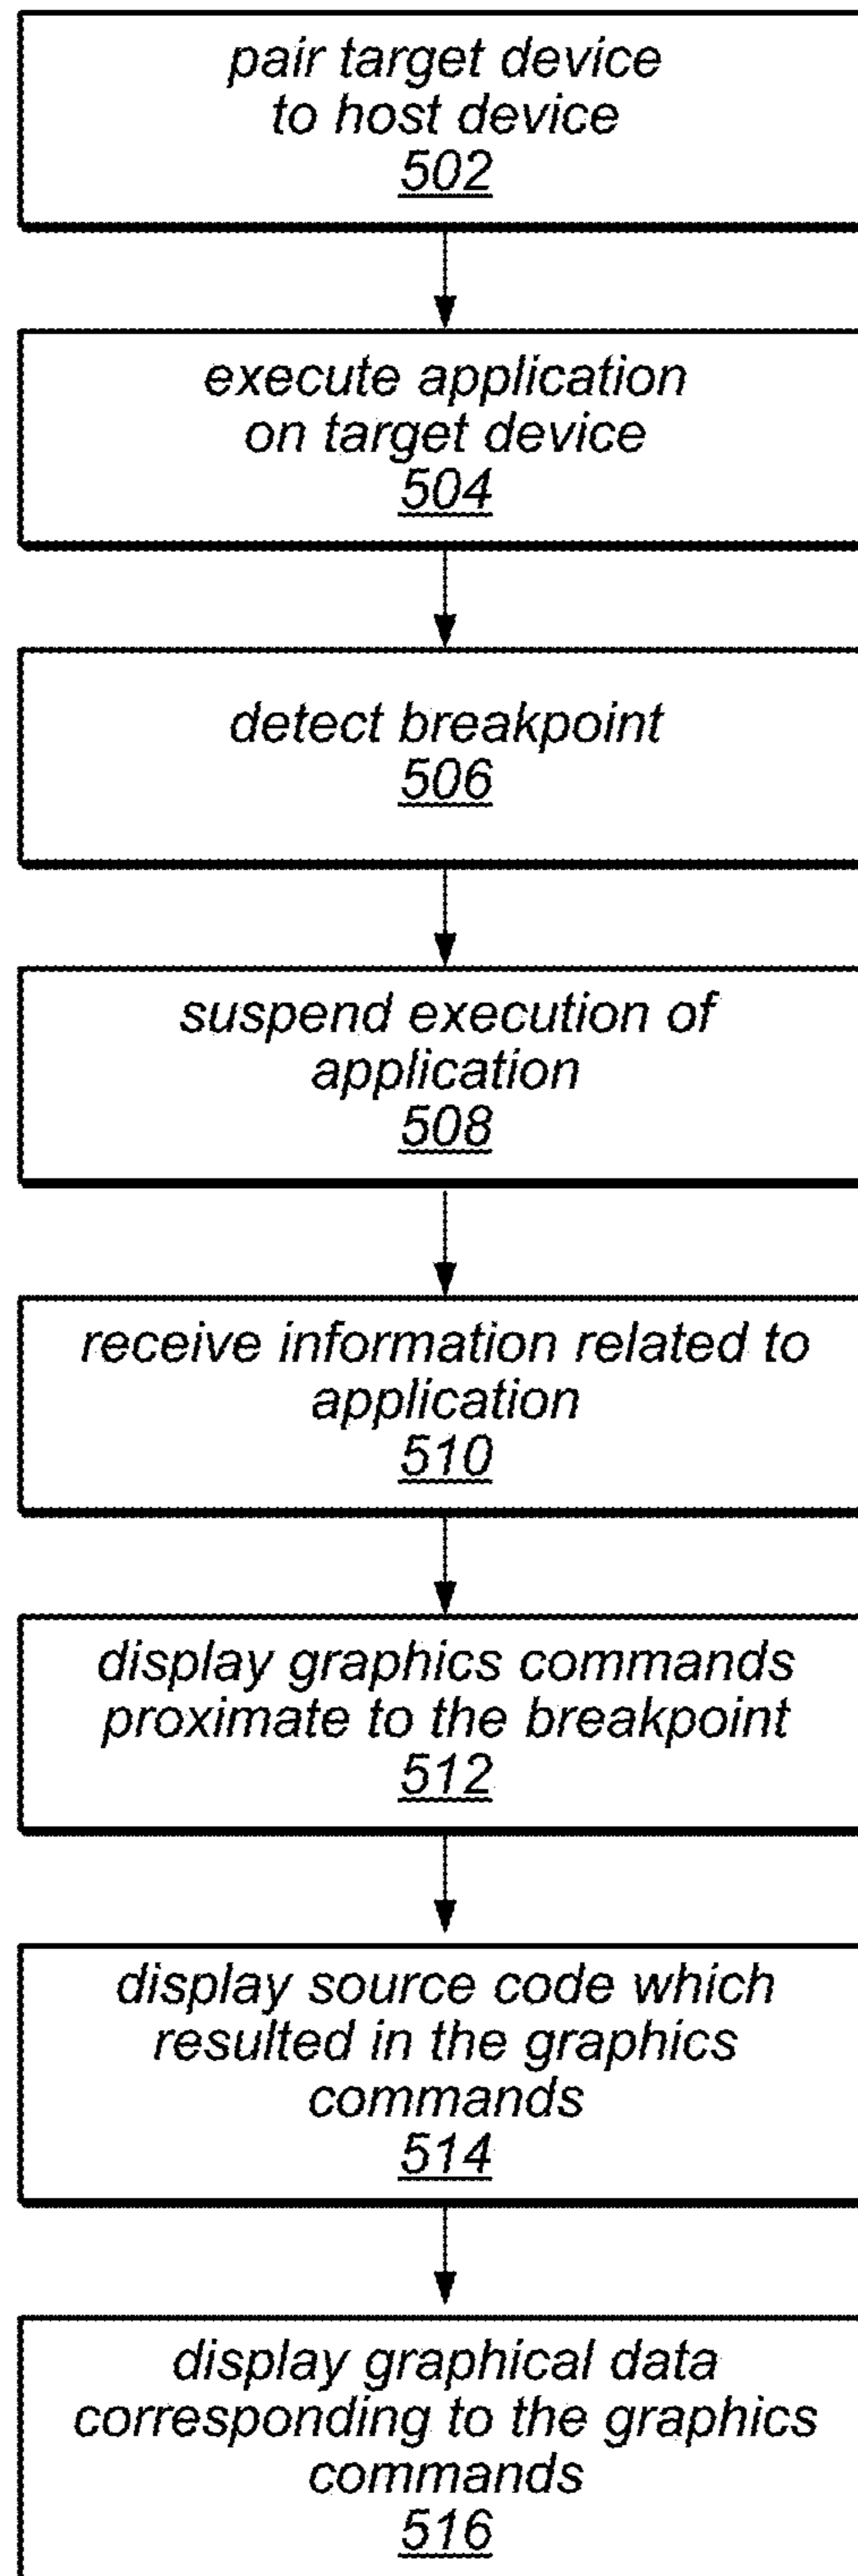 pair target device
to host device
502
execute application
on target device
504
detect breakpoint
506
suspend execution of
application
508
receive information related to
application
510
display graphics commands
proximate to the breakpoint
512
display source code which
resulted in the graphics
commands
514
display graphical data
corresponding to the graphics
commands
516